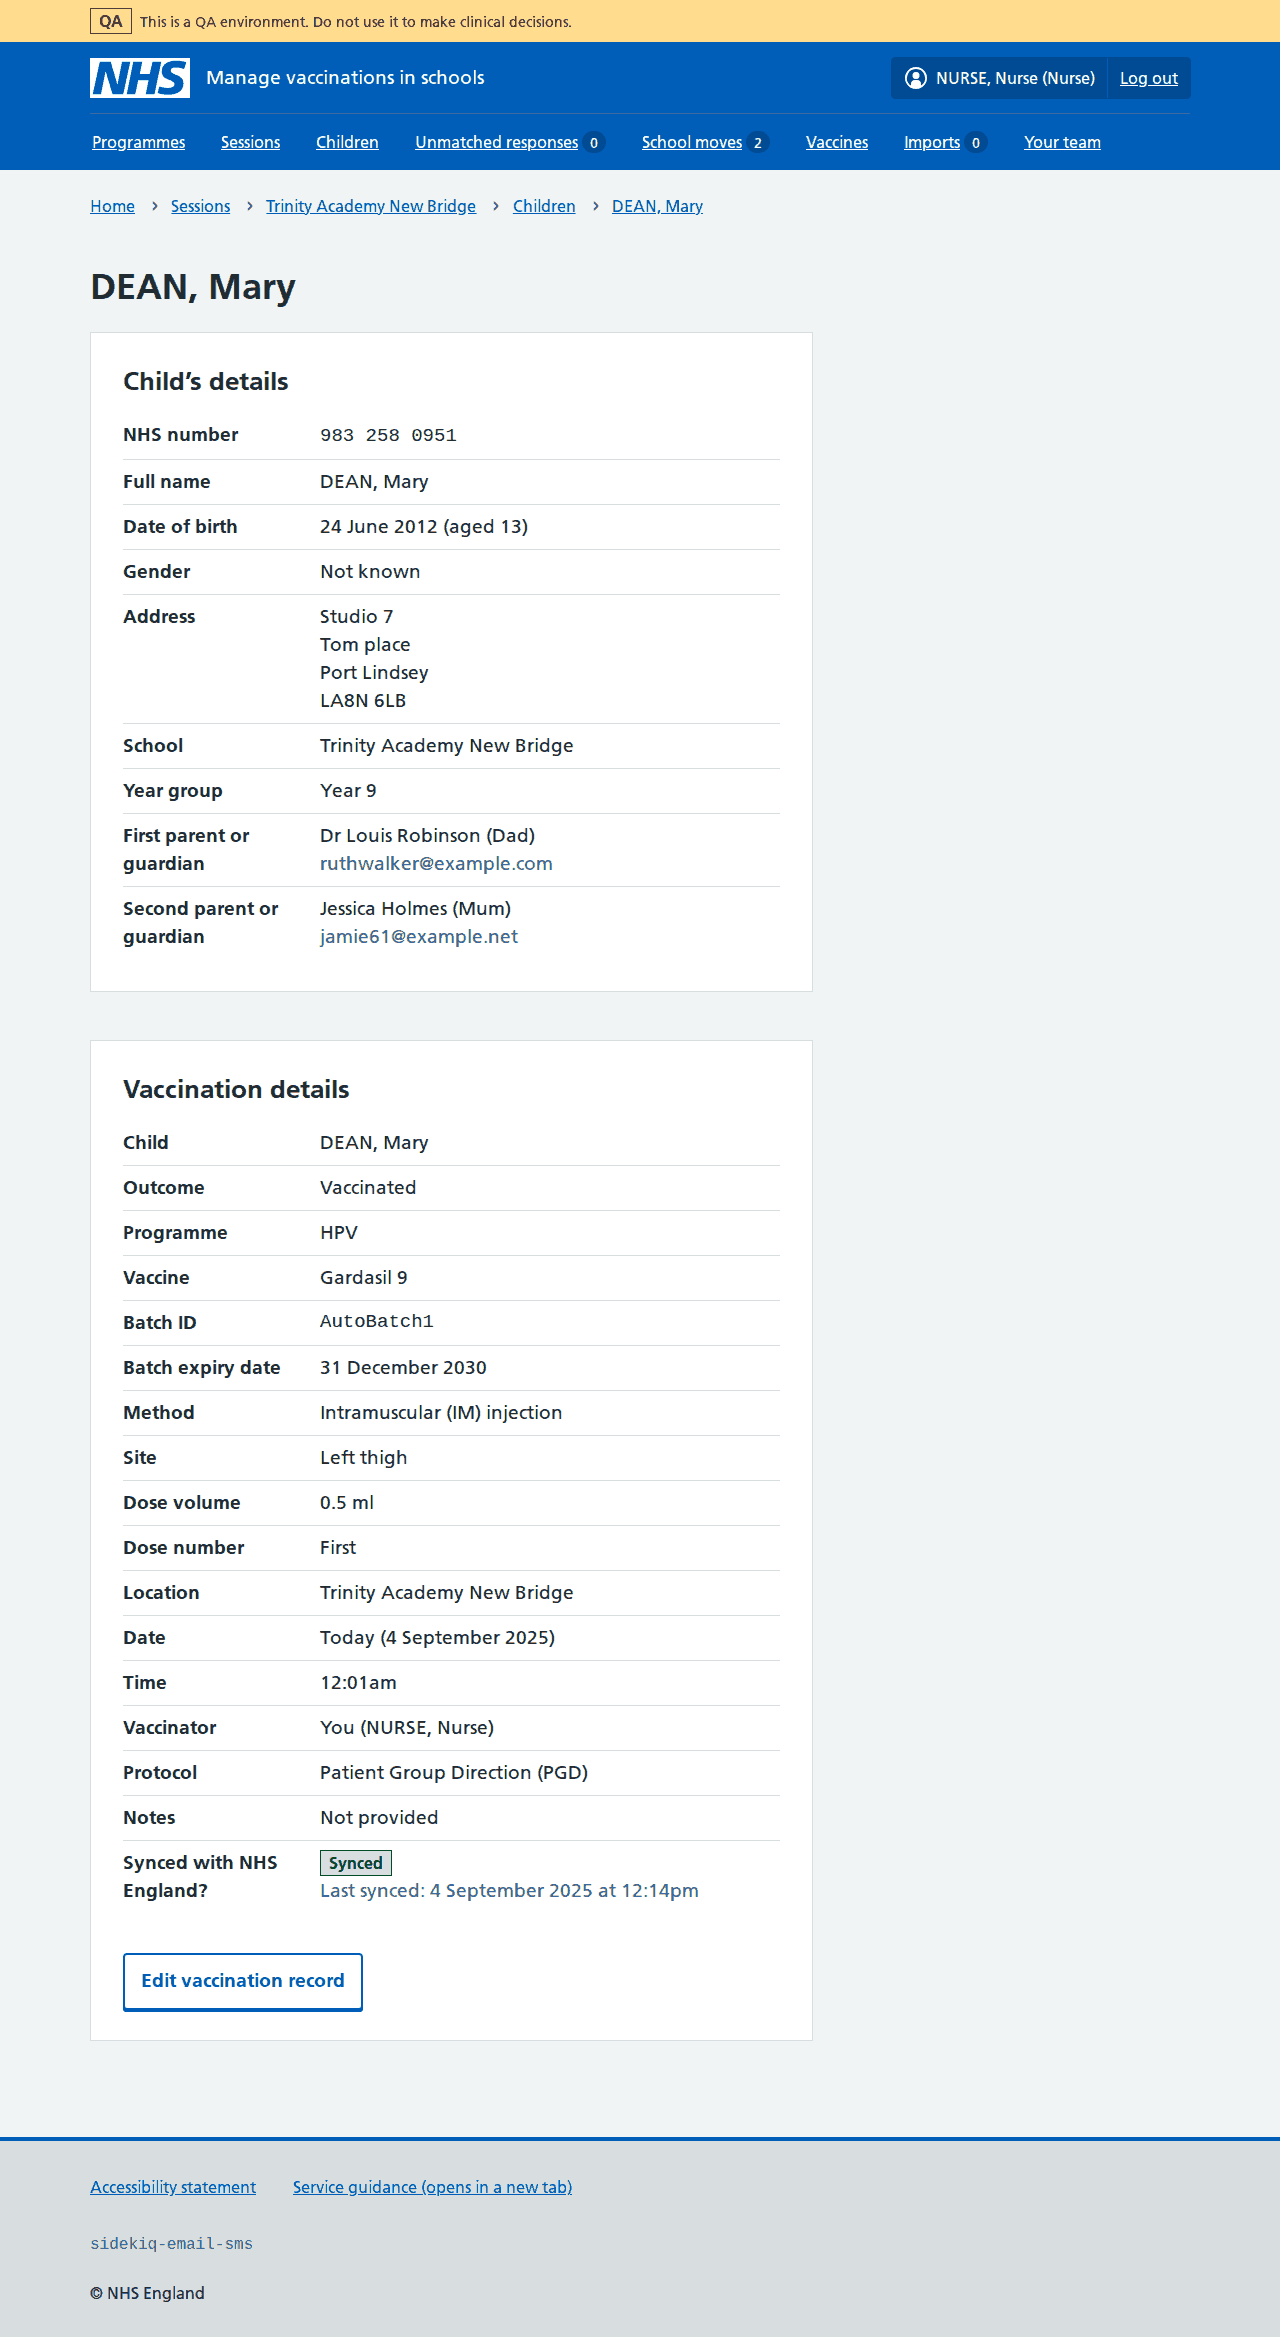 QA This is a QA environment. Do not use it to make clinical decisions.
NHS Manage vaccinations in schools NURSE, Nurse (Nurse) Log out
Programmes Sessions Children Unmatched responses 0 School moves 2 Vaccines Imports 0 Your team
Home > Sessions > Trinity Academy New Bridge > Children > DEAN, Mary
DEAN, Mary
Child’s details
NHS number 983 258 0951
Full name DEAN, Mary
Date of birth 24 June 2012 (aged 13)
Gender Not known
Address Studio 7
Tom place
Port Lindsey
LA8N 6LB
School Trinity Academy New Bridge
Year group Year 9
First parent or guardian Dr Louis Robinson (Dad)
ruthwalker@example.com
Second parent or guardian Jessica Holmes (Mum)
jamie61@example.net
Vaccination details
Child DEAN, Mary
Outcome Vaccinated
Programme HPV
Vaccine Gardasil 9
Batch ID AutoBatch1
Batch expiry date 31 December 2030
Method Intramuscular (IM) injection
Site Left thigh
Dose volume 0.5 ml
Dose number First
Location Trinity Academy New Bridge
Date Today (4 September 2025)
Time 12:01am
Vaccinator You (NURSE, Nurse)
Protocol Patient Group Direction (PGD)
Notes Not provided
Synced with NHS England? Synced
Last synced: 4 September 2025 at 12:14pm
Edit vaccination record
Accessibility statement Service guidance (opens in a new tab)
sidekiq-email-sms
© NHS England